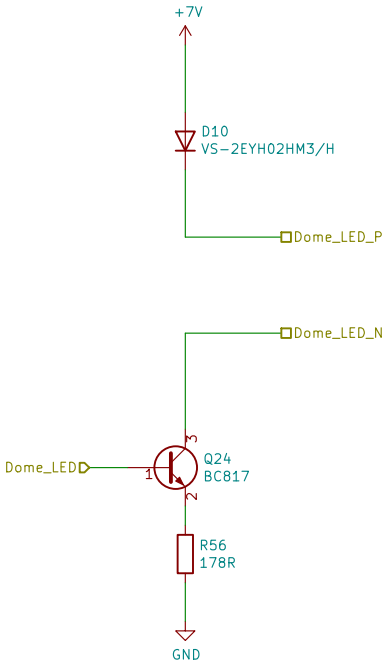 +7V
D10
VS-2EYH02HM3/H
Dome_LED_P
Dome_LED_N
3
Q24
Dome_LED
1
BC817
2
R56
178R
GND